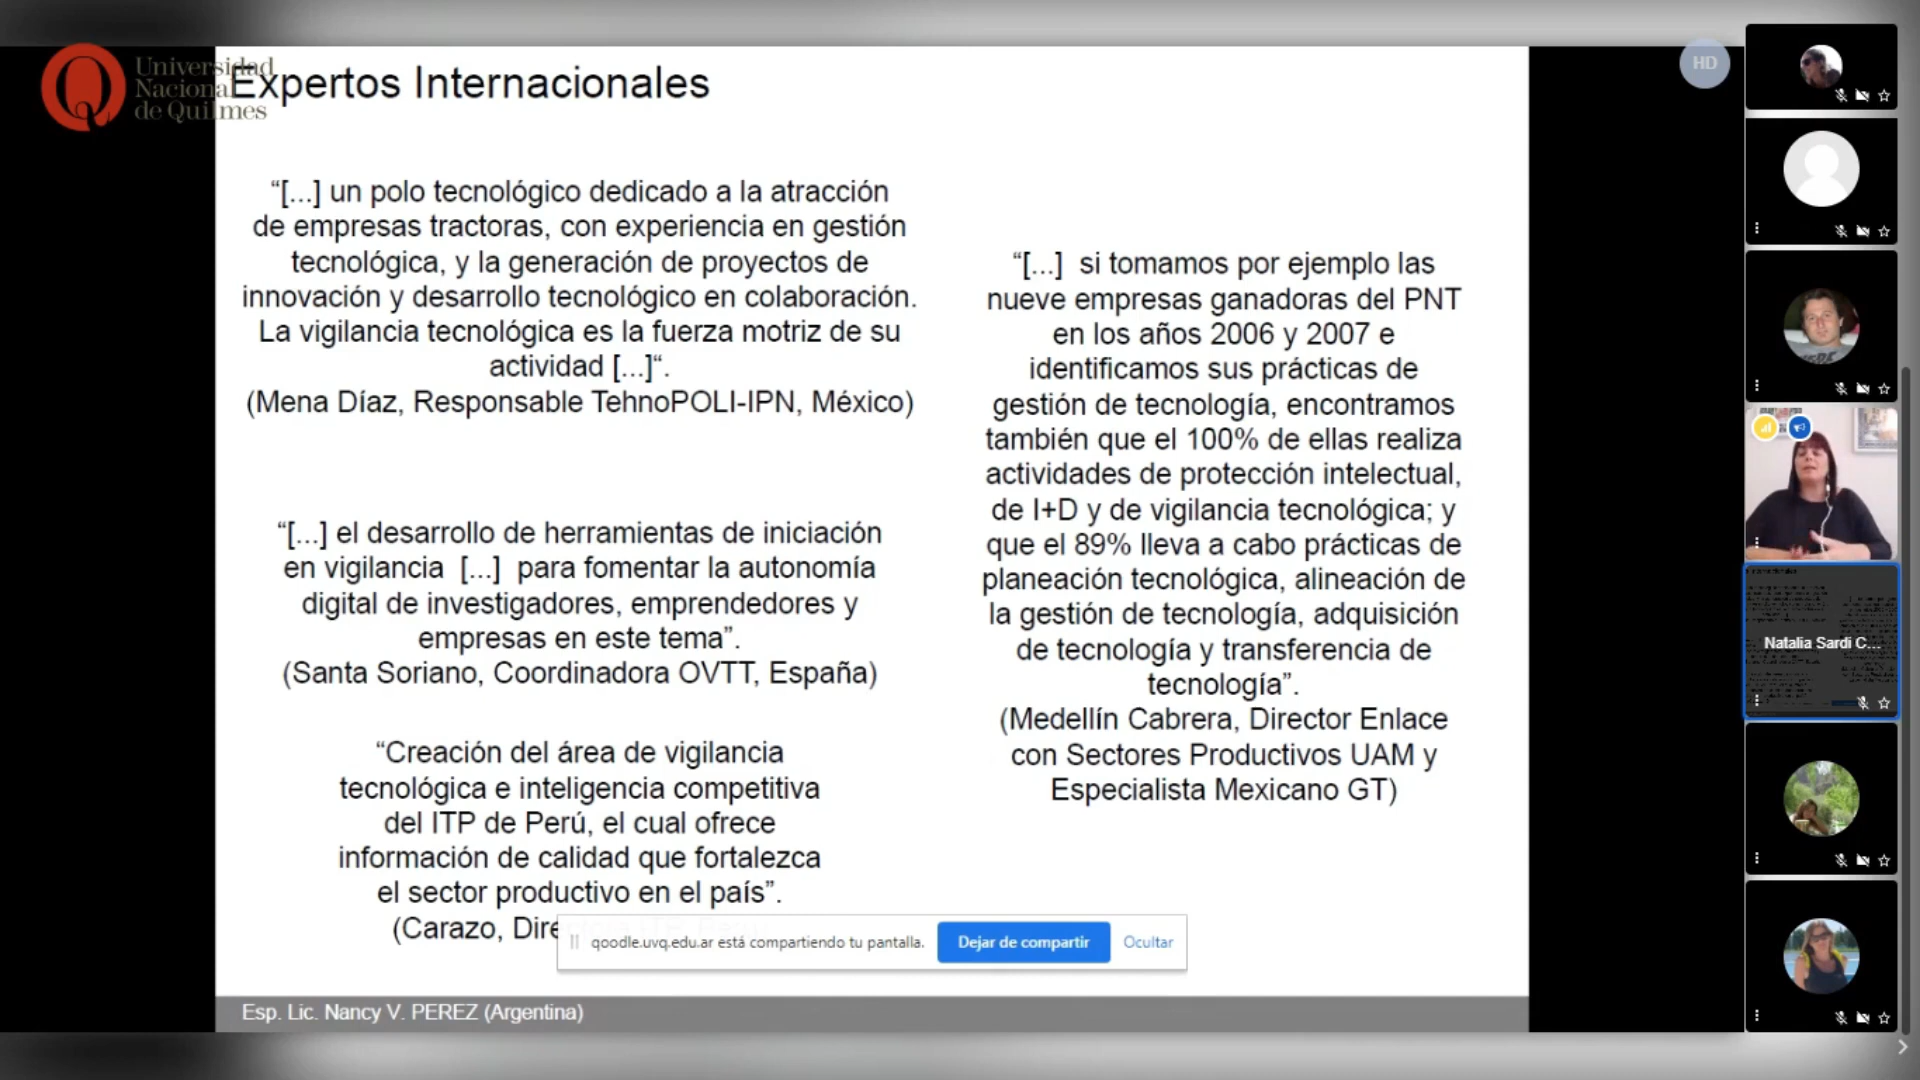 Universidad
Nacional
de Quilmes
Expertos Internacionales
“[...] un polo tecnológico dedicado a la atracción
de empresas tractoras, con experiencia en gestión
tecnológica, y la generación de proyectos de
innovación y desarrollo tecnológico en colaboración.
La vigilancia tecnológica es la fuerza motriz de su
actividad [...]“.
(Mena Díaz, Responsable TehnoPOLI-IPN, México)
“[...] el desarrollo de herramientas de iniciación
en vigilancia [...] para fomentar la autonomía
digital de investigadores, emprendedores y
empresas en este tema”.
(Santa Soriano, Coordinadora OVTT, España)
“Creación del área de vigilancia
tecnológica e inteligencia competitiva
del ITP de Perú, el cual ofrece
información de calidad que fortalezca
el sector productivo en el país”.
(Carazo,
“[...] si tomamos por ejemplo las
nueve empresas ganadoras del PNT
en los años 2006 y 2007 e
identificamos sus prácticas de
gestión de tecnología, encontramos
también que el 100% de ellas realiza
actividades de protección intelectual,
de I+D y de vigilancia tecnológica; y
que el 89% lleva a cabo prácticas de
planeación tecnológica, alineación de
la gestión de tecnología, adquisición
de tecnología y transferencia de
tecnología”.
(Medellín Cabrera, Director Enlace
con Sectores Productivos UAM y
Especialista Mexicano GT)
qoodle.uvq.edu.ar está compartiendo tu pantalla.
Dejar de compartir
Ocultar
Esp. Lic. Nancy V. PEREZ (Argentina)
HD
Natalia Sardi C...